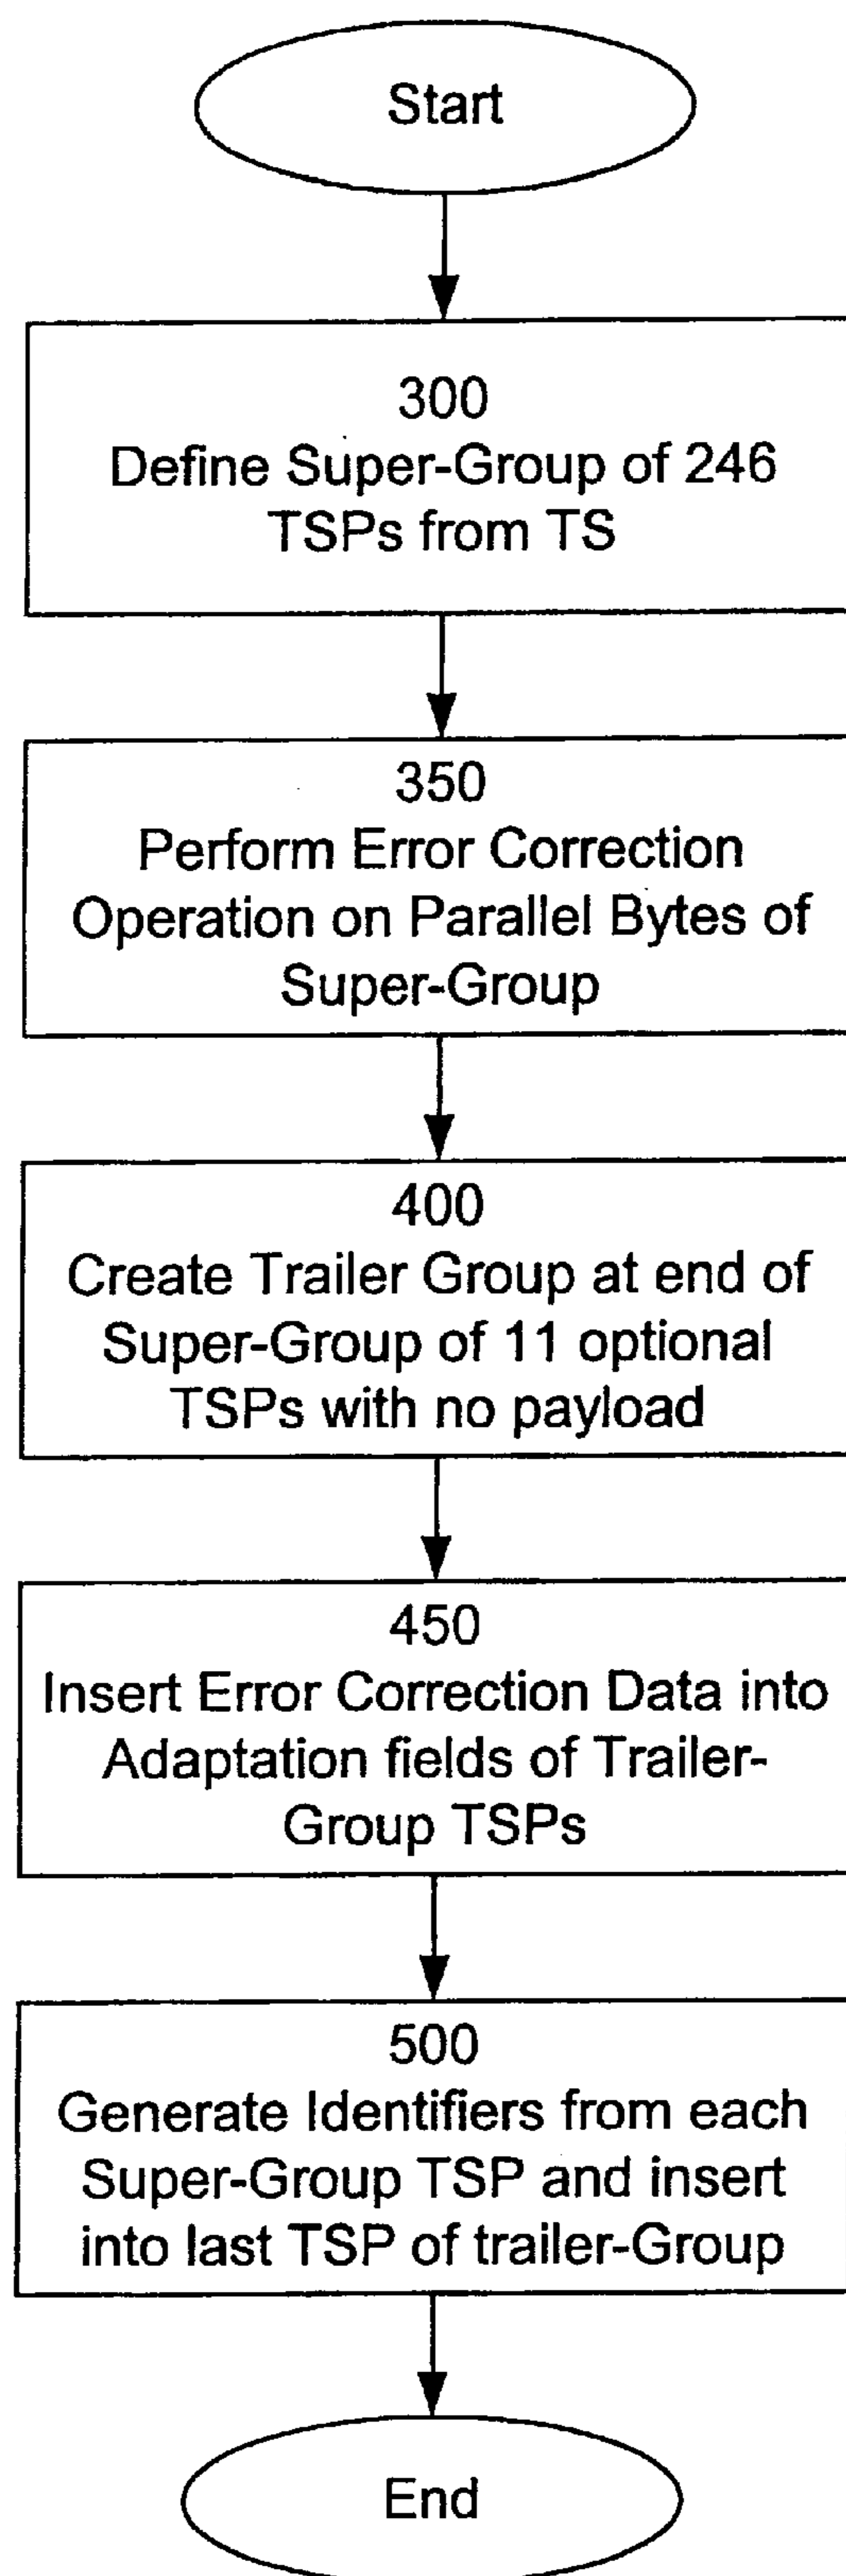 Start
300
Define Super-Group of 246
TSPs from TS
350
Perform Error Correction
Operation on Parallel Bytes of
Super-Group
400
Create Trailer Group at end of
Super-Group of 11 optional
TSPs with no payload
450
Insert Error Correction Data into
Adaptation fields of Trailer-
Group TSPs
500
Generate Identifiers from each
Super-Group TSP and insert
into last TSP of trailer-Group
End